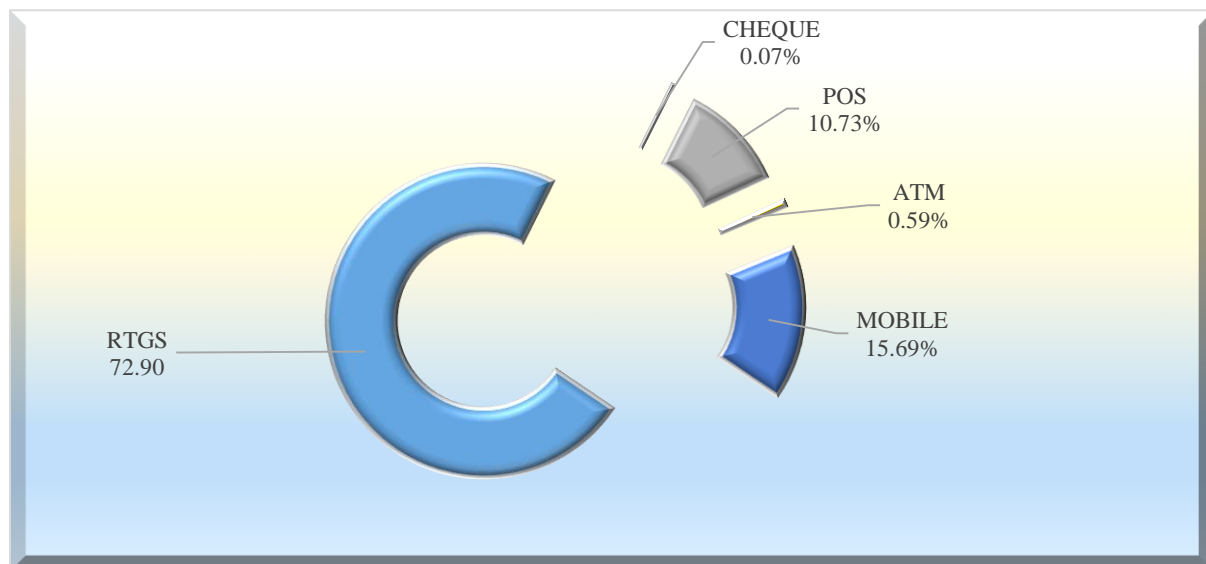 CHEQUE
0.07%
POS
10.73%
ATM
0.59%
MOBILE
15.69%
RTGS
72.90